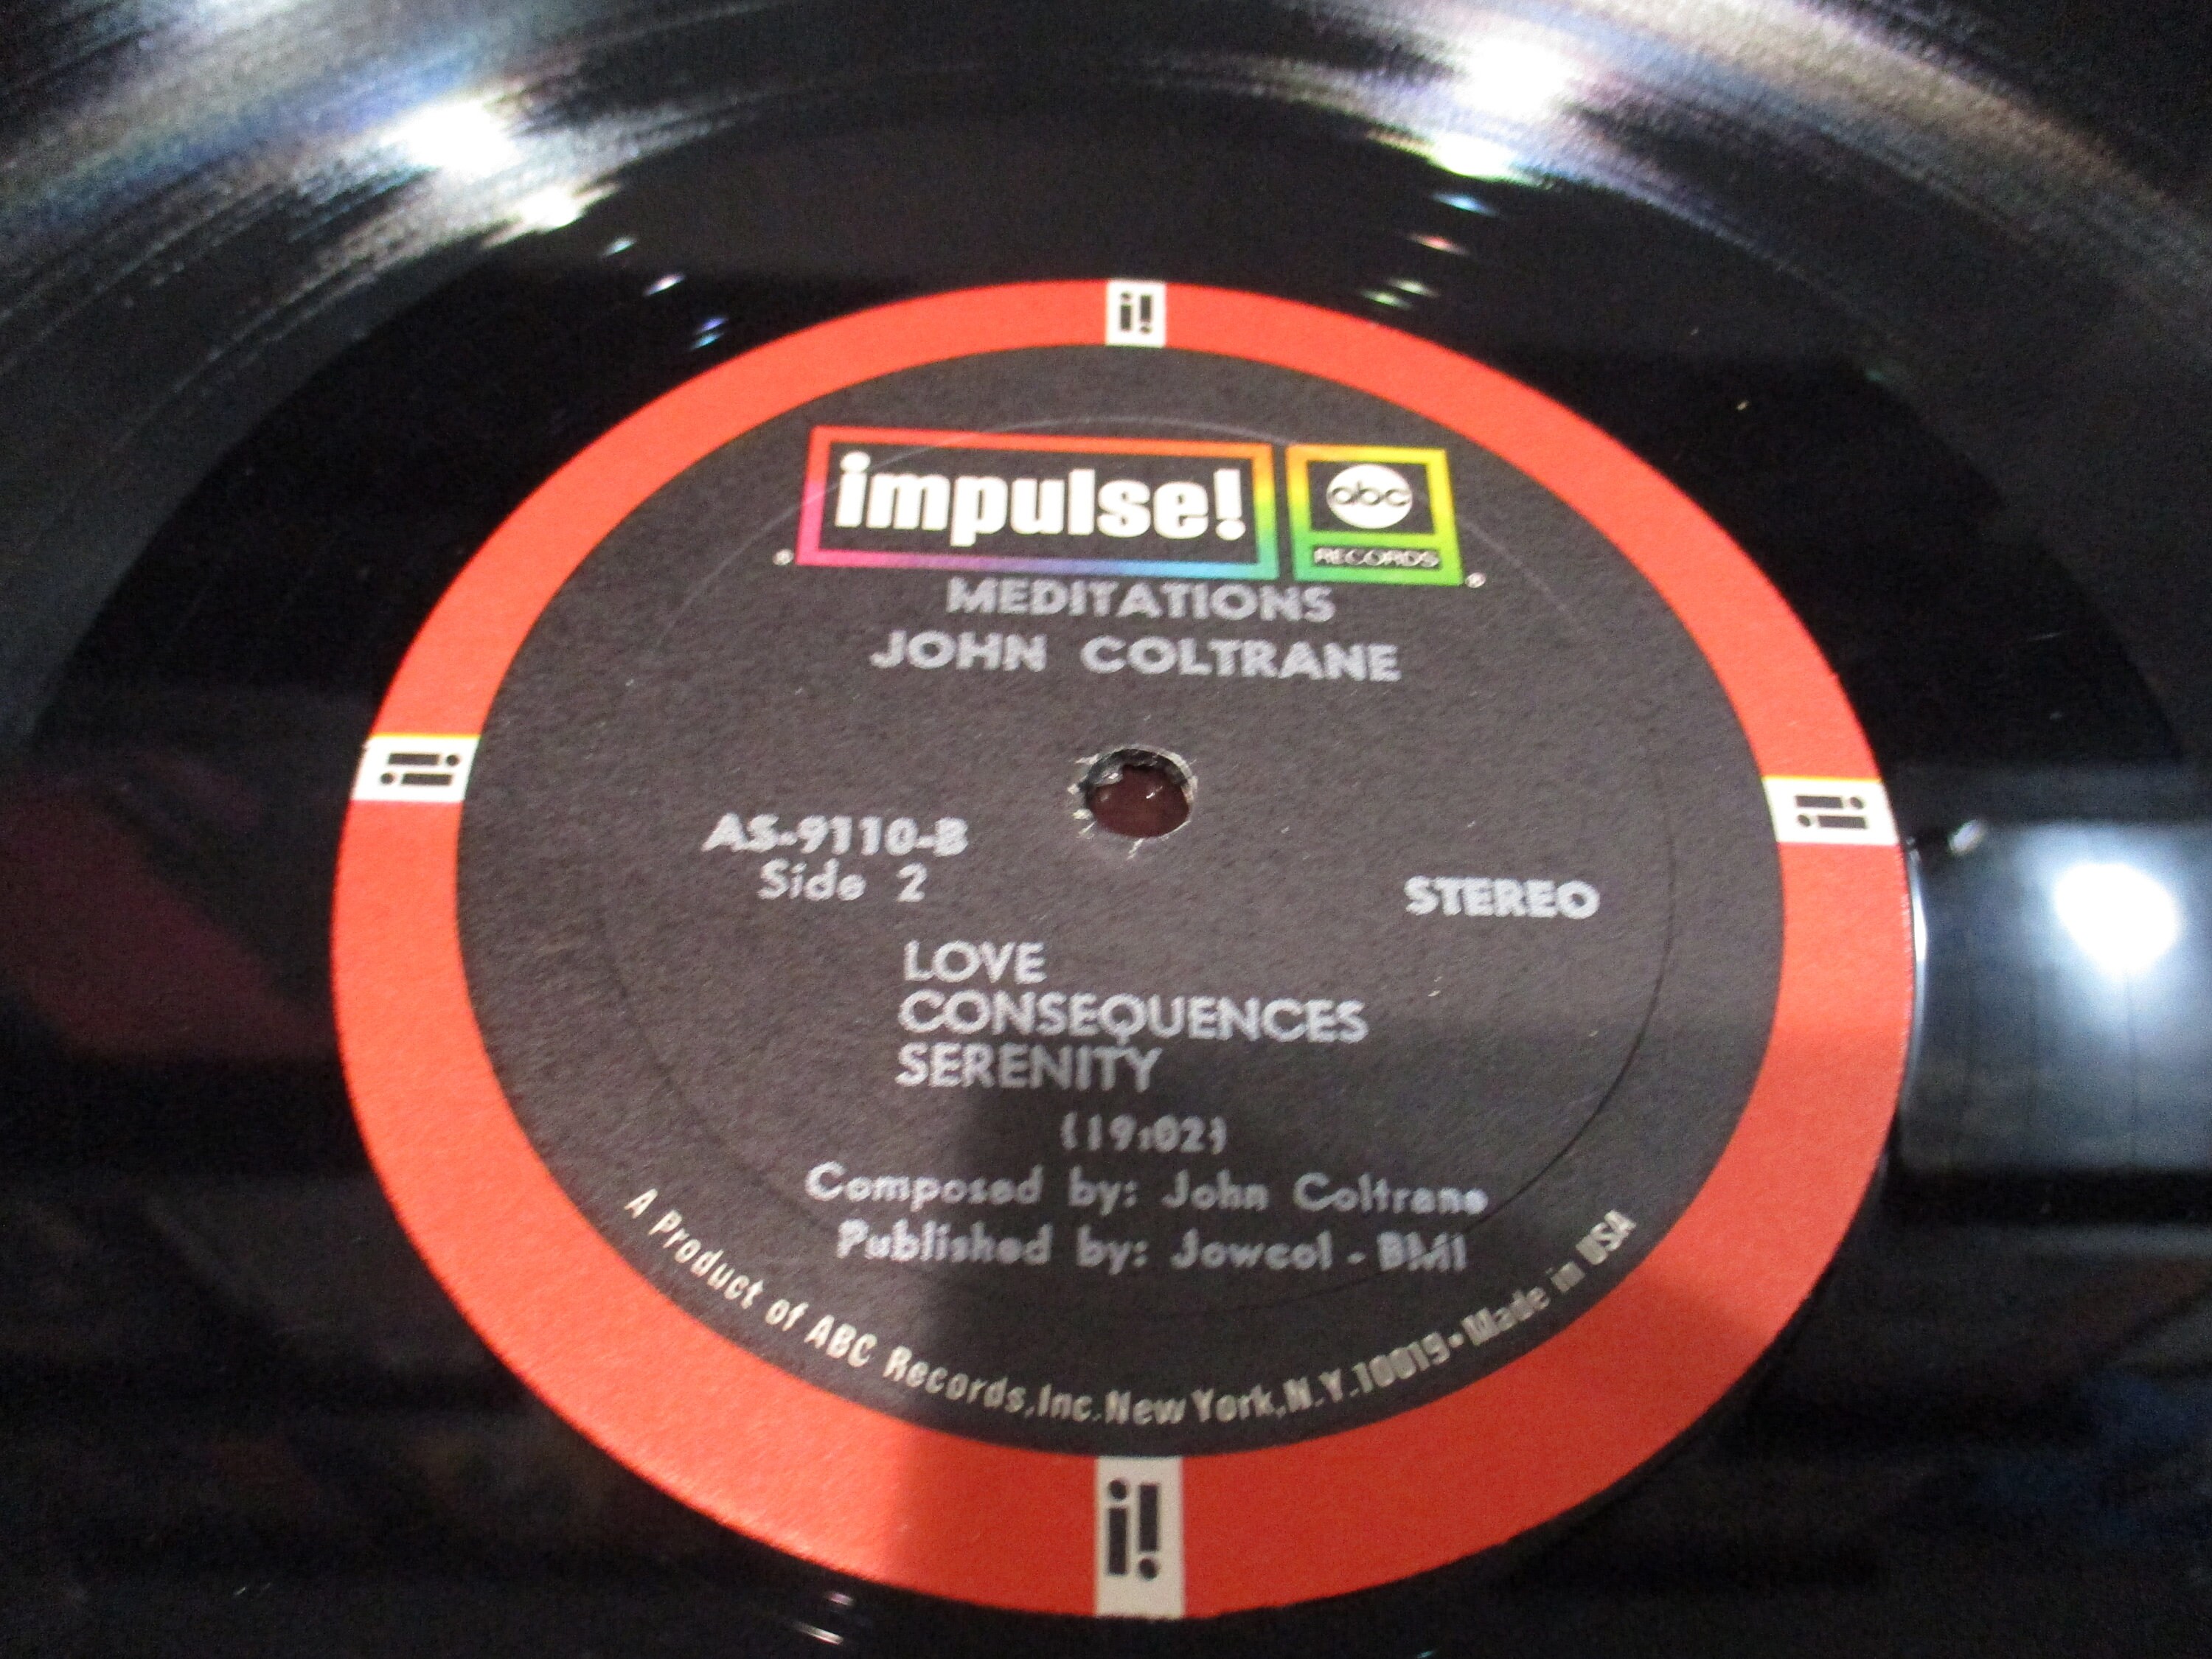 i!
impulse!
abc
RECORDS
® ®
MEDITATIONS
JOHN COLTRANE
i!
i!
AS-9110-B
Side 2
STEREO
LOVE
CONSEQUENCES
SERENITY
(19:02)
Composed by: John Coltrane
Published by: Jowcol - BMI
A Product of ABC Records, Inc. New York, N.Y. 10019 • Made in USA
i!